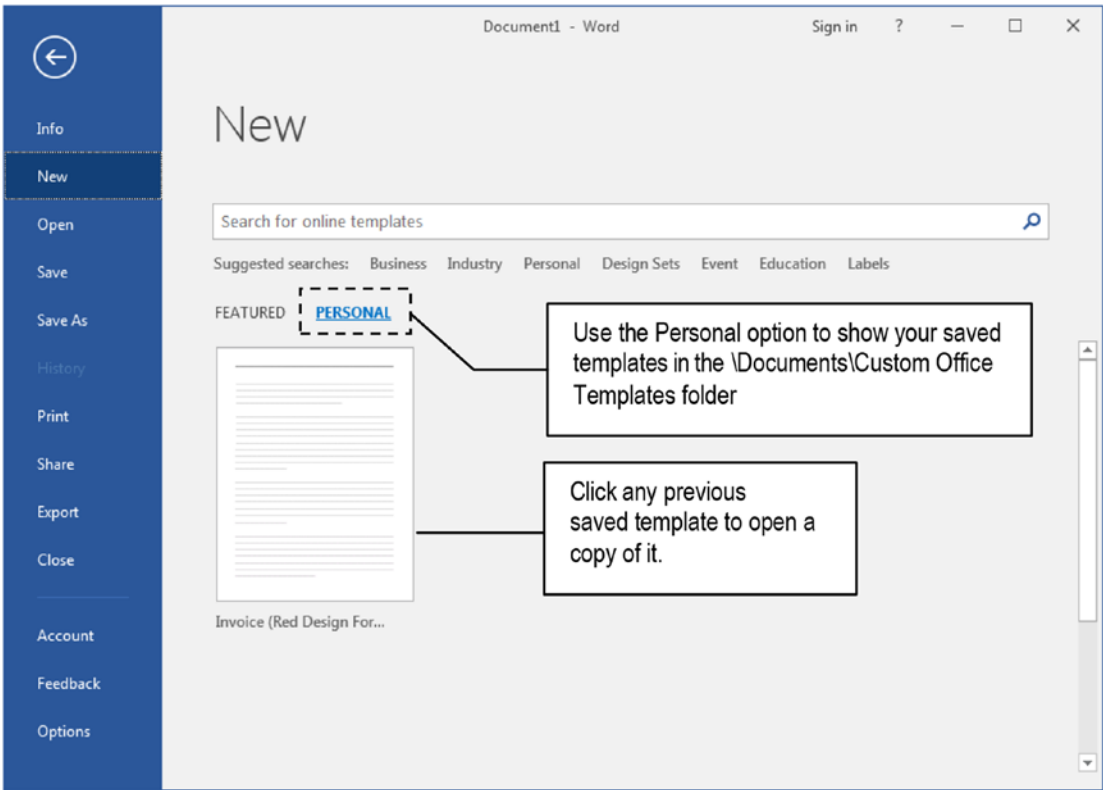 Document1 - Word
Sign in ?
Info
New
Open
Save
Save As
History
Print
Share
Export
Close
Account
Feedback
Options
New
Search for online templates
Suggested searches: Business Industry Personal Design Sets Event Education Labels
FEATURED PERSONAL
Use the Personal option to show your saved
templates in the \Documents\Custom Office
Templates folder
Click any previous
saved template to open a
copy of it.
Invoice (Red Design For...